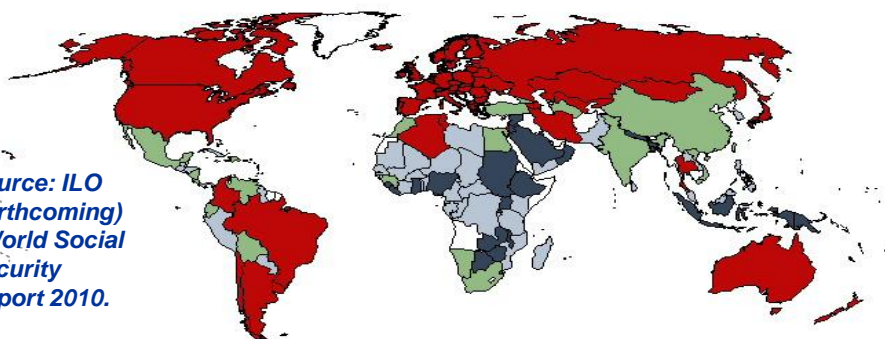 urce: ILO
rthcoming)
orld Social
curity
port 2010.